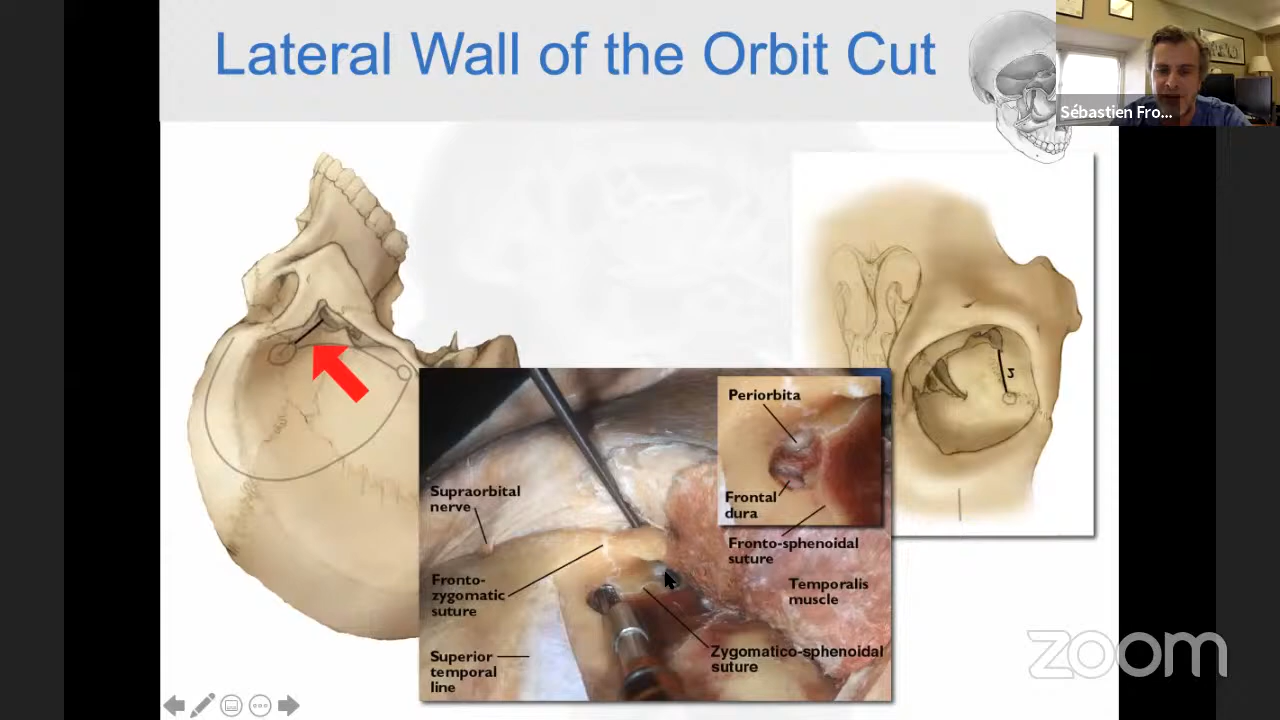 Lateral Wall of the Orbit Cut
Sébastien Fro...
2
Periorbita
Frontal
dura
Supraorbital
nerve
Fronto-sphenoidal
suture
Fronto-
zygomatic
suture
Temporalis
muscle
Zygomatico-sphenoidal
suture
Superior
temporal
line
zoom